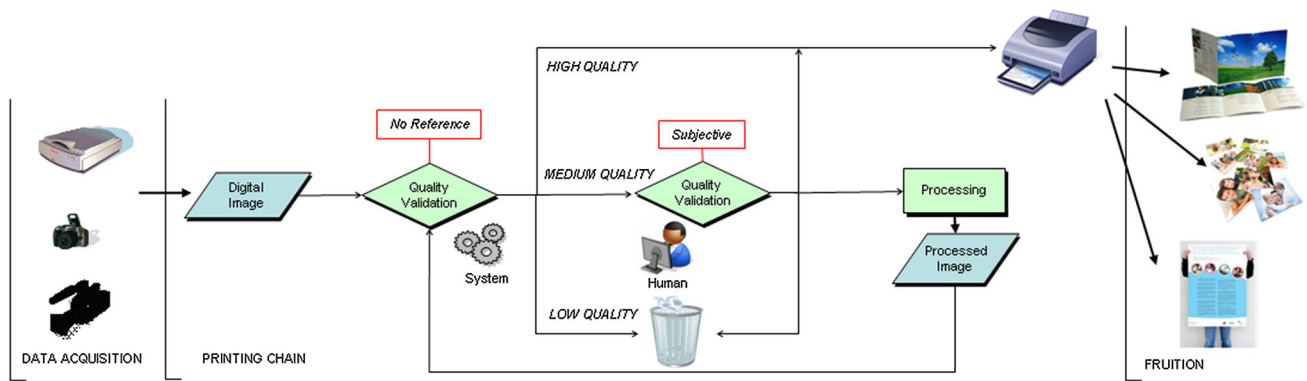 HIGH QUALITY
No Reference
Subjective
MEDIUM QUALITY
Digital
Image
Quality
Validation
Quality
Validation
Processing
System
Human
Processed
Image
LOW QUALITY
DATA ACQUISITION
PRINTING CHAIN
FRUITION